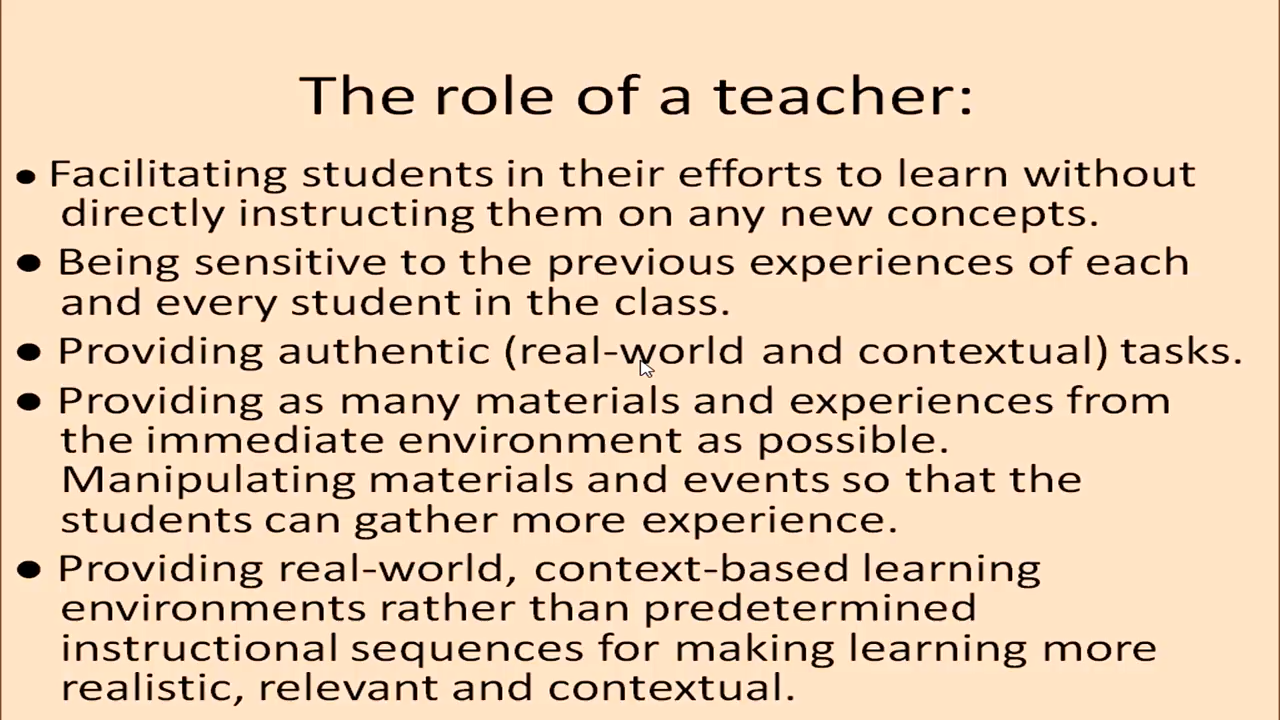 The role of a teacher:
• Facilitating students in their efforts to learn without
directly instructing them on any new concepts.
• Being sensitive to the previous experiences of each
and every student in the class.
• Providing authentic (real-world and contextual) tasks.
• Providing as many materials and experiences from
the immediate environment as possible.
Manipulating materials and events so that the
students can gather more experience.
• Providing real-world, context-based learning
environments rather than predetermined
instructional sequences for making learning more
realistic, relevant and contextual.